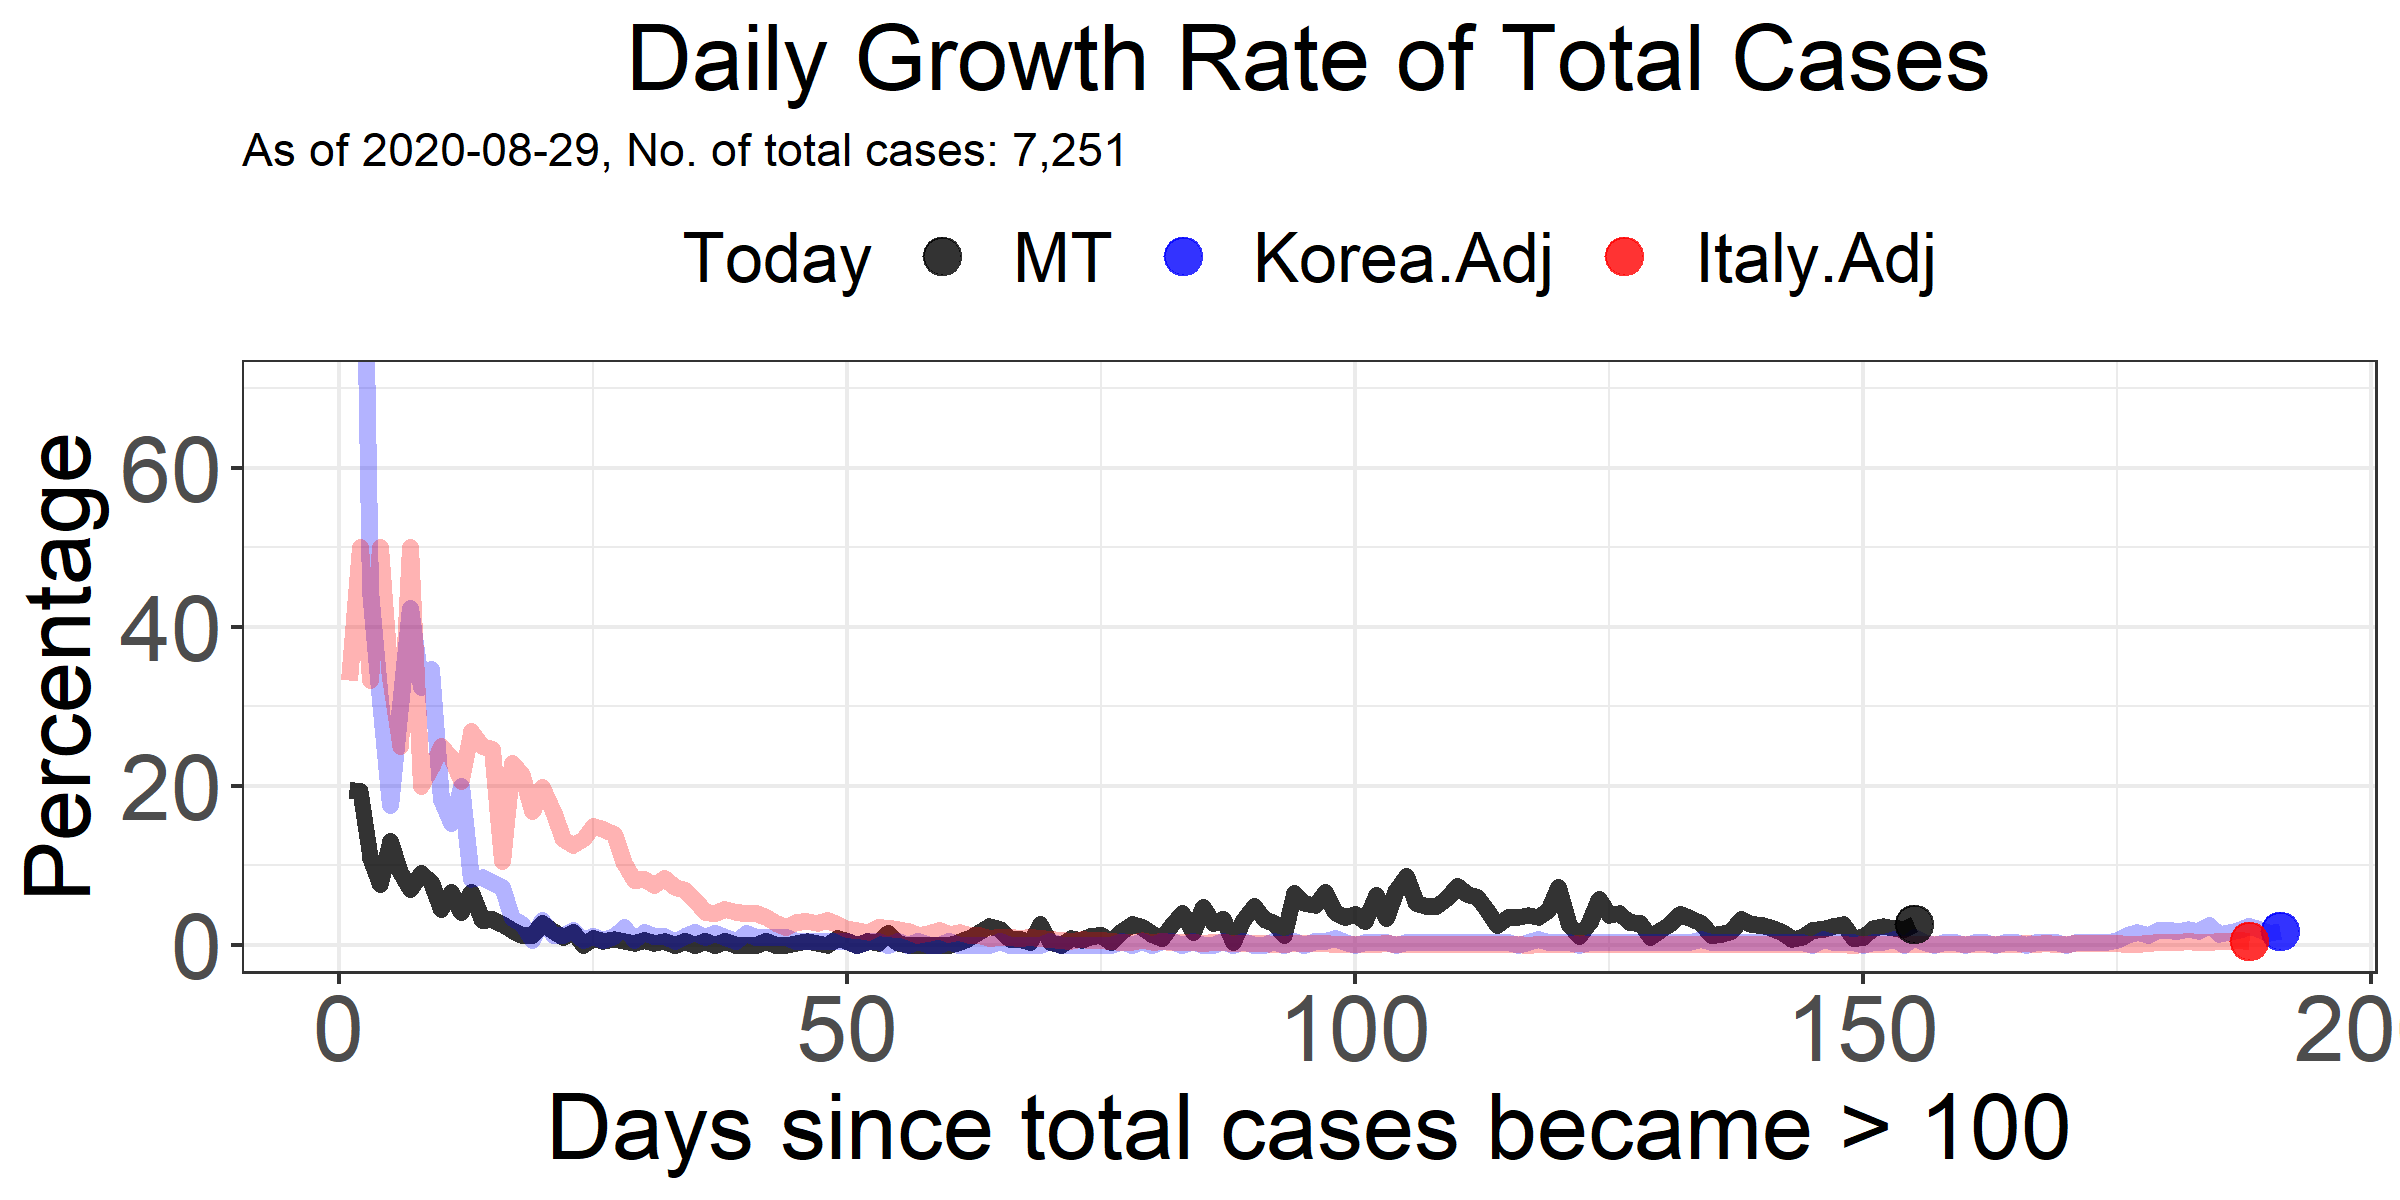 Daily Growth Rate of Total Cases
As of 2020-08-29, No. of total cases: 7,251
Today MT Korea.Adj Italy.Adj
Percentage
60
40
20
0
0 50 100 150 20
Days since total cases became > 100